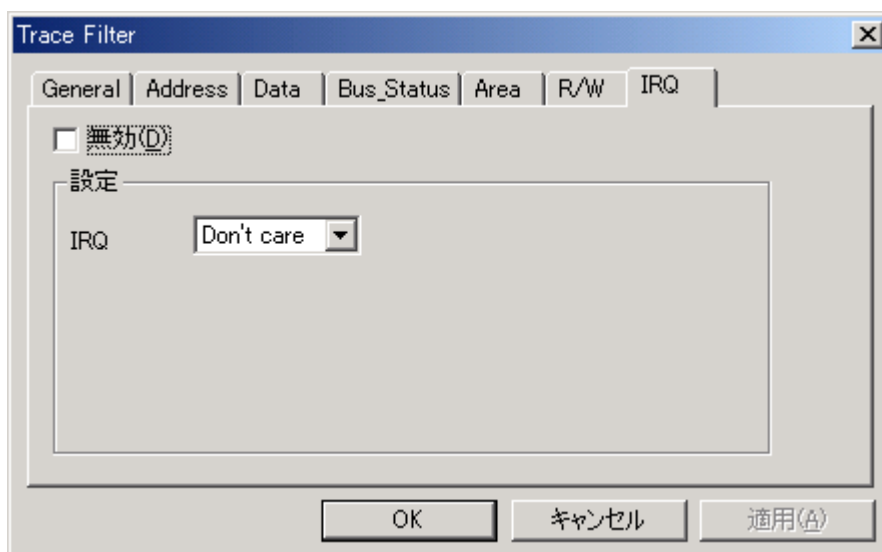 Trace Filter
General Address Data Bus_Status Area R/W IRQ
無効(D)
設定
IRQ Don't care
OK キャンセル 適用(A)